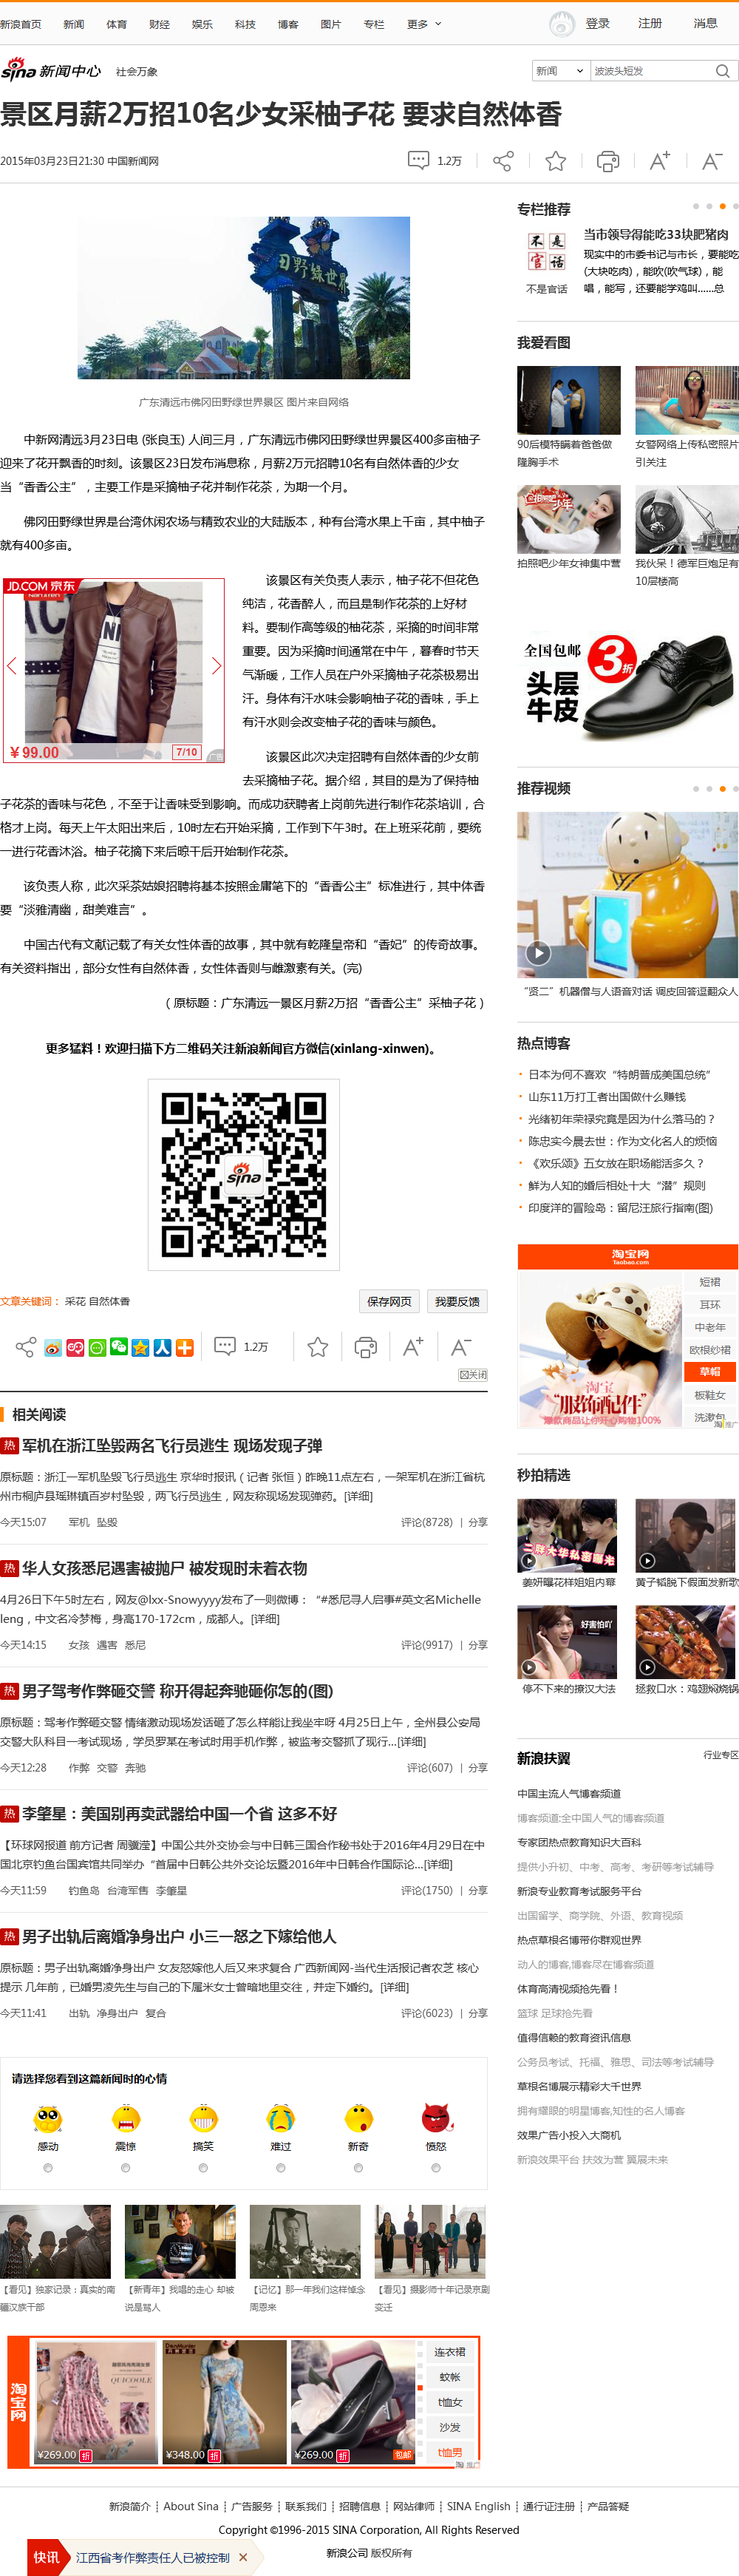 新浪首页 新闻 体育 财经 娱乐 科技 博客 图片 专栏 更多 登录 注册 消息
sina 新闻中心 社会万象 新闻 波波头短发
景区月薪2万招10名少女采柚子花 要求自然体香
2015年03月23日21:30 中国新闻网 1.2万
田野绿世界
广东清远市佛冈田野绿世界景区 图片来自网络
中新网清远3月23日电 (张良玉) 人间三月，广东清远市佛冈田野绿世界景区400多亩柚子
迎来了花开飘香的时刻。该景区23日发布消息称，月薪2万元招聘10名有自然体香的少女
当“香香公主”，主要工作是采摘柚子花并制作花茶，为期一个月。
佛冈田野绿世界是台湾休闲农场与精致农业的大陆版本，种有台湾水果上千亩，其中柚子
就有400多亩。
JD.COM 京东
¥99.00 7/10
广告
该景区有关负责人表示，柚子花不但花色
纯洁，花香醉人，而且是制作花茶的上好材
料。要制作高等级的柚花茶，采摘的时间非常
重要。因为采摘时间通常在中午，暮春时节天
气渐暖，工作人员在户外采摘柚子花茶极易出
汗。身体有汗水味会影响柚子花的香味，手上
有汗水则会改变柚子花的香味与颜色。
该景区此次决定招聘有自然体香的少女前
去采摘柚子花。据介绍，其目的是为了保持柚
子花茶的香味与花色，不至于让香味受到影响。而成功获聘者上岗前先进行制作花茶培训，合
格才上岗。每天上午太阳出来后，10时左右开始采摘，工作到下午3时。在上班采花前，要统
一进行花香沐浴。柚子花摘下来后晾干后开始制作花茶。
该负责人称，此次采茶姑娘招聘将基本按照金庸笔下的“香香公主”标准进行，其中体香
要“淡雅清幽，甜美难言”。
中国古代有文献记载了有关女性体香的故事，其中就有乾隆皇帝和“香妃”的传奇故事。
有关资料指出，部分女性有自然体香，女性体香则与雌激素有关。(完)
（原标题：广东清远一景区月薪2万招“香香公主”采柚子花）
更多猛料！欢迎扫描下方二维码关注新浪新闻官方微信(xinlang-xinwen)。
sina
文章关键词： 采花 自然体香 保存网页 我要反馈
1.2万
关闭
相关阅读
热 军机在浙江坠毁两名飞行员逃生 现场发现子弹
原标题：浙江一军机坠毁飞行员逃生 京华时报讯（记者 张恒）昨晚11点左右，一架军机在浙江省杭
州市桐庐县瑶琳镇百岁村坠毁，两飞行员逃生，网友称现场发现弹药。[详细]
今天15:07 军机 坠毁 评论(8728) | 分享
热 华人女孩悉尼遇害被抛尸 被发现时未着衣物
4月26日下午5时左右，网友@lxx-Snowyyyy发布了一则微博：“#悉尼寻人启事#英文名Michelle
leng，中文名冷梦梅，身高170-172cm，成都人。[详细]
今天14:15 女孩 遇害 悉尼 评论(9917) | 分享
热 男子驾考作弊砸交警 称开得起奔驰砸你怎的(图)
原标题：驾考作弊砸交警 情绪激动现场发话砸了怎么样能让我坐牢呀 4月25日上午，全州县公安局
交警大队科目一考试现场，学员罗某在考试时用手机作弊，被监考交警抓了现行...[详细]
今天12:28 作弊 交警 奔驰 评论(607) | 分享
热 李肇星：美国别再卖武器给中国一个省 这多不好
【环球网报道 前方记者 周骥滢】中国公共外交协会与中日韩三国合作秘书处于2016年4月29日在中
国北京钓鱼台国宾馆共同举办“首届中日韩公共外交论坛暨2016年中日韩合作国际论...[详细]
今天11:59 钓鱼岛 台湾军售 李肇星 评论(1750) | 分享
热 男子出轨后离婚净身出户 小三一怒之下嫁给他人
原标题：男子出轨离婚净身出户 女友怒嫁他人后又来求复合 广西新闻网-当代生活报记者农芝 核心
提示 几年前，已婚男凌先生与自己的下属米女士曾暗地里交往，并定下婚约。[详细]
今天11:41 出轨 净身出户 复合 评论(6023) | 分享
请选择您看到这篇新闻时的心情
感动 震惊 搞笑 难过 新奇 愤怒
【看见】独家记录：真实的南疆汉族干部
【新青年】我唱的走心 却被说是骂人
【记忆】那一年我们这样悼念周恩来
【看见】摄影师十年记录京剧变迁
淘宝网
QUICOOLE
¥269.00 折 ¥348.00 折 ¥269.00 折 包邮
连衣裙
蚊帐
t恤女
沙发
t恤男
专栏推荐
不是官话
当市领导得能吃33块肥猪肉
现实中的市委书记与市长，要能吃
(大块吃肉)，能吹(吹气球)，能
唱，能写，还要能学鸡叫……总
不是官话
我爱看图
90后模特瞒着爸爸做隆胸手术
女警网络上传私密照片引关注
拍照吧少年女神集中营
我伙呆！德军巨炮足有10层楼高
全国包邮
3折
头层
牛皮
推荐视频
“贤二”机器僧与人语音对话 调皮回答逗翻众人
热点博客
日本为何不喜欢“特朗普成美国总统”
山东11万打工者出国做什么赚钱
光绪初年荣禄究竟是因为什么落马的？
陈忠实今晨去世：作为文化名人的烦恼
《欢乐颂》五女放在职场能活多久？
鲜为人知的婚后相处十大“潜”规则
印度洋的冒险岛：留尼汪旅行指南(图)
淘宝网
Taobao.com
短裙
耳环
中老年
欧根纱裙
草帽
板鞋女
洗漱包
淘宝
“服饰配件”
爆款商品让你开心购物100%
秒拍精选
二胖大华私密曝光
姜妍曝花样姐姐内幕 黄子韬脱下假面发新歌
好害怕吖
停不下来的撩汉大法 拯救口水：鸡翅焖烧锅
新浪扶翼 行业专区
中国主流人气博客频道
博客频道:全中国人气的博客频道
专家团热点教育知识大百科
提供小升初、中考、高考、考研等考试辅导
新浪专业教育考试服务平台
出国留学、商学院、外语、教育视频
热点草根名博带你群观世界
动人的博客,博客尽在博客频道
体育高清视频抢先看！
篮球 足球抢先看
值得信赖的教育资讯信息
公务员考试、托福、雅思、司法等考试辅导
草根名博展示精彩大千世界
拥有耀眼的明星博客,知性的名人博客
效果广告小投入大商机
新浪效果平台 扶效为营 翼展未来
新浪简介 ┊ About Sina ┊ 广告服务 ┊ 联系我们 ┊ 招聘信息 ┊ 网站律师 ┊ SINA English ┊ 通行证注册 ┊ 产品答疑
Copyright ©1996-2015 SINA Corporation, All Rights Reserved
新浪公司 版权所有
快讯 江西省考作弊责任人已被控制